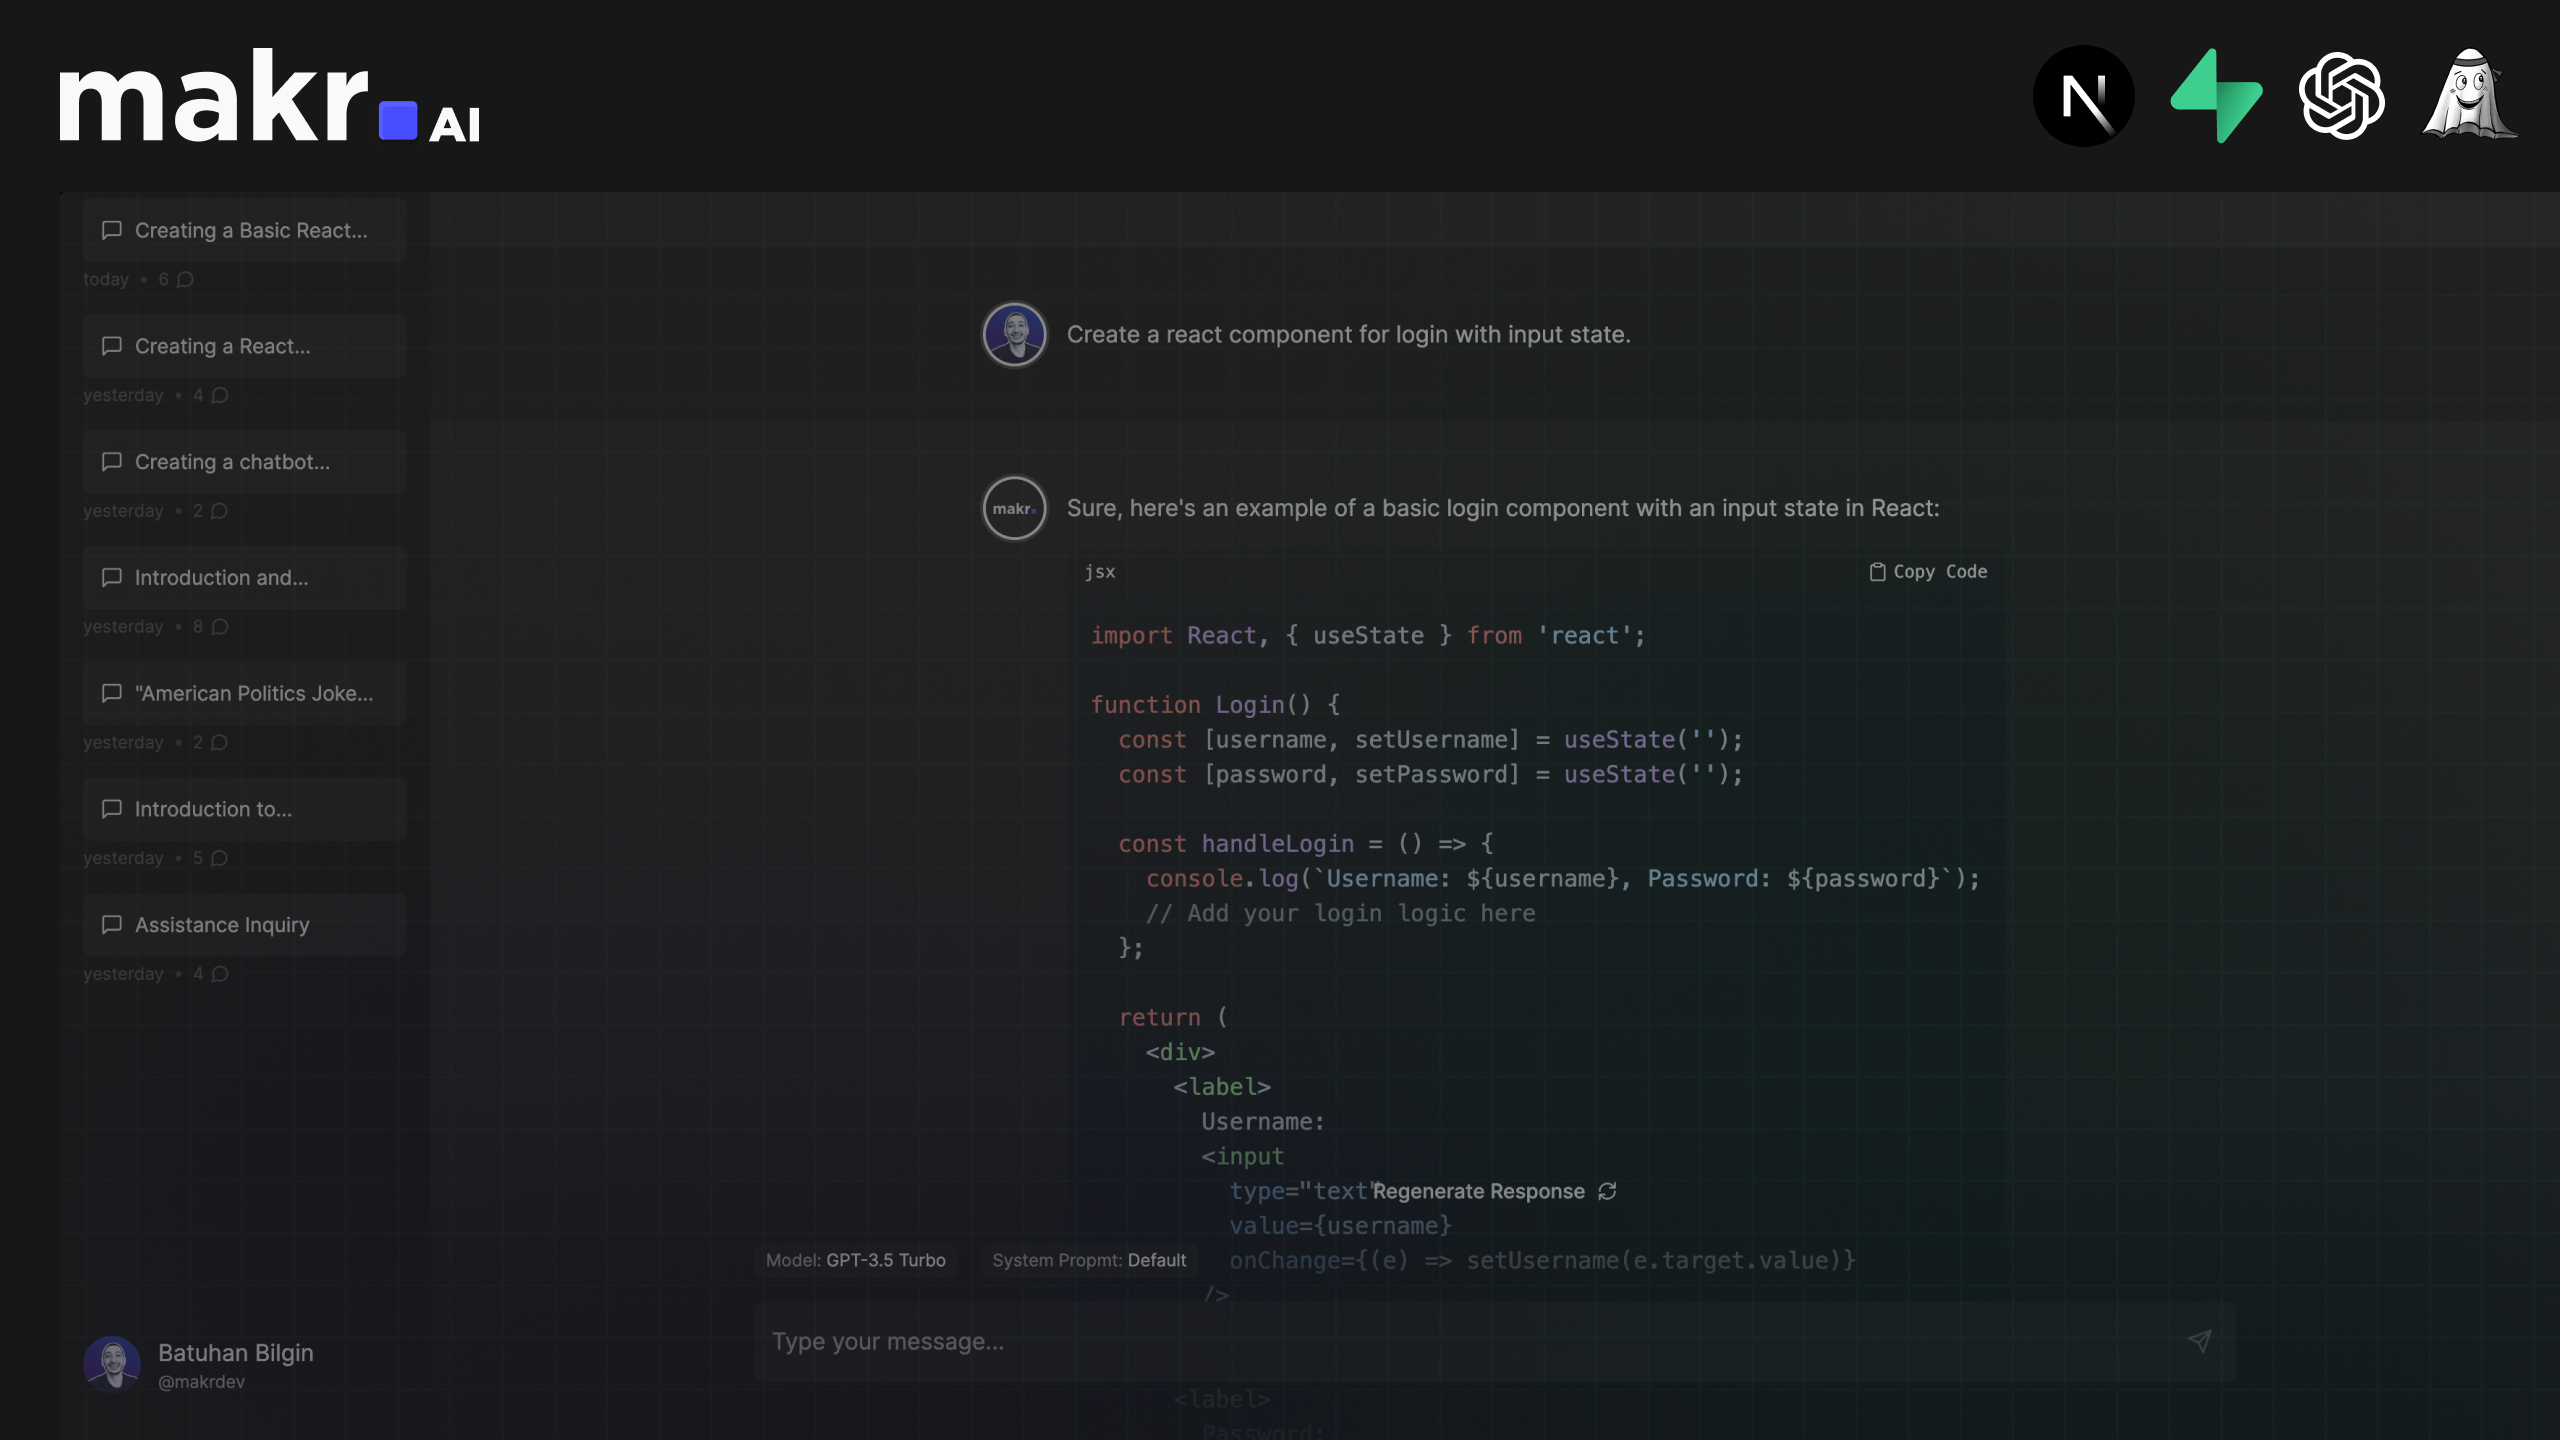 makr. AI
Creating a Basic React...
today • 6
Creating a React...
yesterday • 4
Creating a chatbot...
yesterday • 2
Introduction and...
yesterday • 8
"American Politics Joke...
yesterday • 2
Introduction to...
yesterday • 5
Assistance Inquiry
yesterday • 4
Batuhan Bilgin
@makrdev
Create a react component for login with input state.
makr.
Sure, here's an example of a basic login component with an input state in React:
jsx
Copy Code
import React, { useState } from 'react';
function Login() {
const [username, setUsername] = useState('');
const [password, setPassword] = useState('');
const handleLogin = () => {
console.log(`Username: ${username}, Password: ${password}`);
// Add your login logic here
};
return (
<div>
<label>
Username:
<input
type="text"
Regenerate Response
value={username}
onChange={(e) => setUsername(e.target.value)}
/>
Model: GPT-3.5 Turbo
System Propmt: Default
Type your message...
<label>
Password: